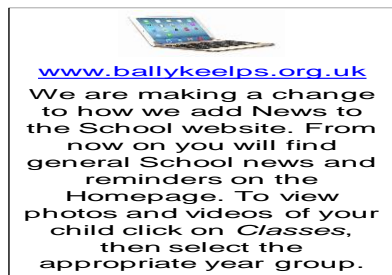 www.ballykeelps.org.uk
We are making a change
to how we add News to
the School website. From
now on you will find
general School news and
reminders on the
Homepage. To view
photos and videos of your
child click on Classes,
then select the
appropriate year group.